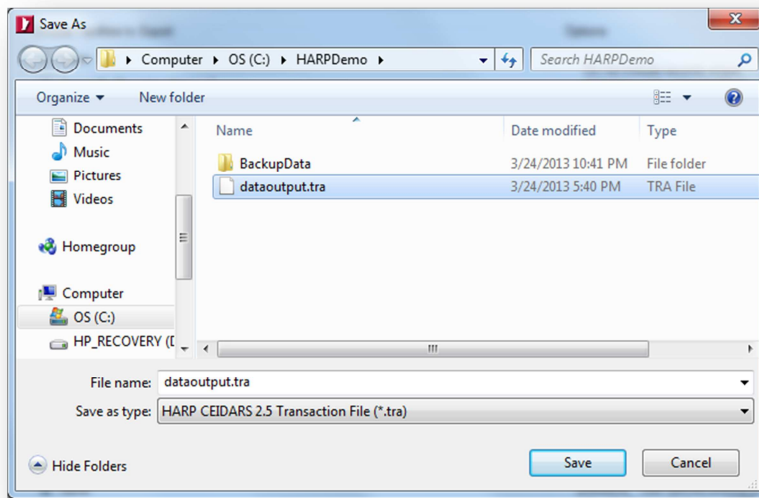 Save As
Computer OS (C:) HARPDemo
Search HARPDemo
Organize New folder
Name Date modified Type
Documents
Music
Pictures
Videos
Homegroup
Computer
OS (C:)
HP_RECOVERY (D
BackupData 3/24/2013 10:41 PM File folder
dataoutput.tra 3/24/2013 5:40 PM TRA File
File name: dataoutput.tra
Save as type: HARP CEIDARS 2.5 Transaction File (*.tra)
Hide Folders
Save Cancel